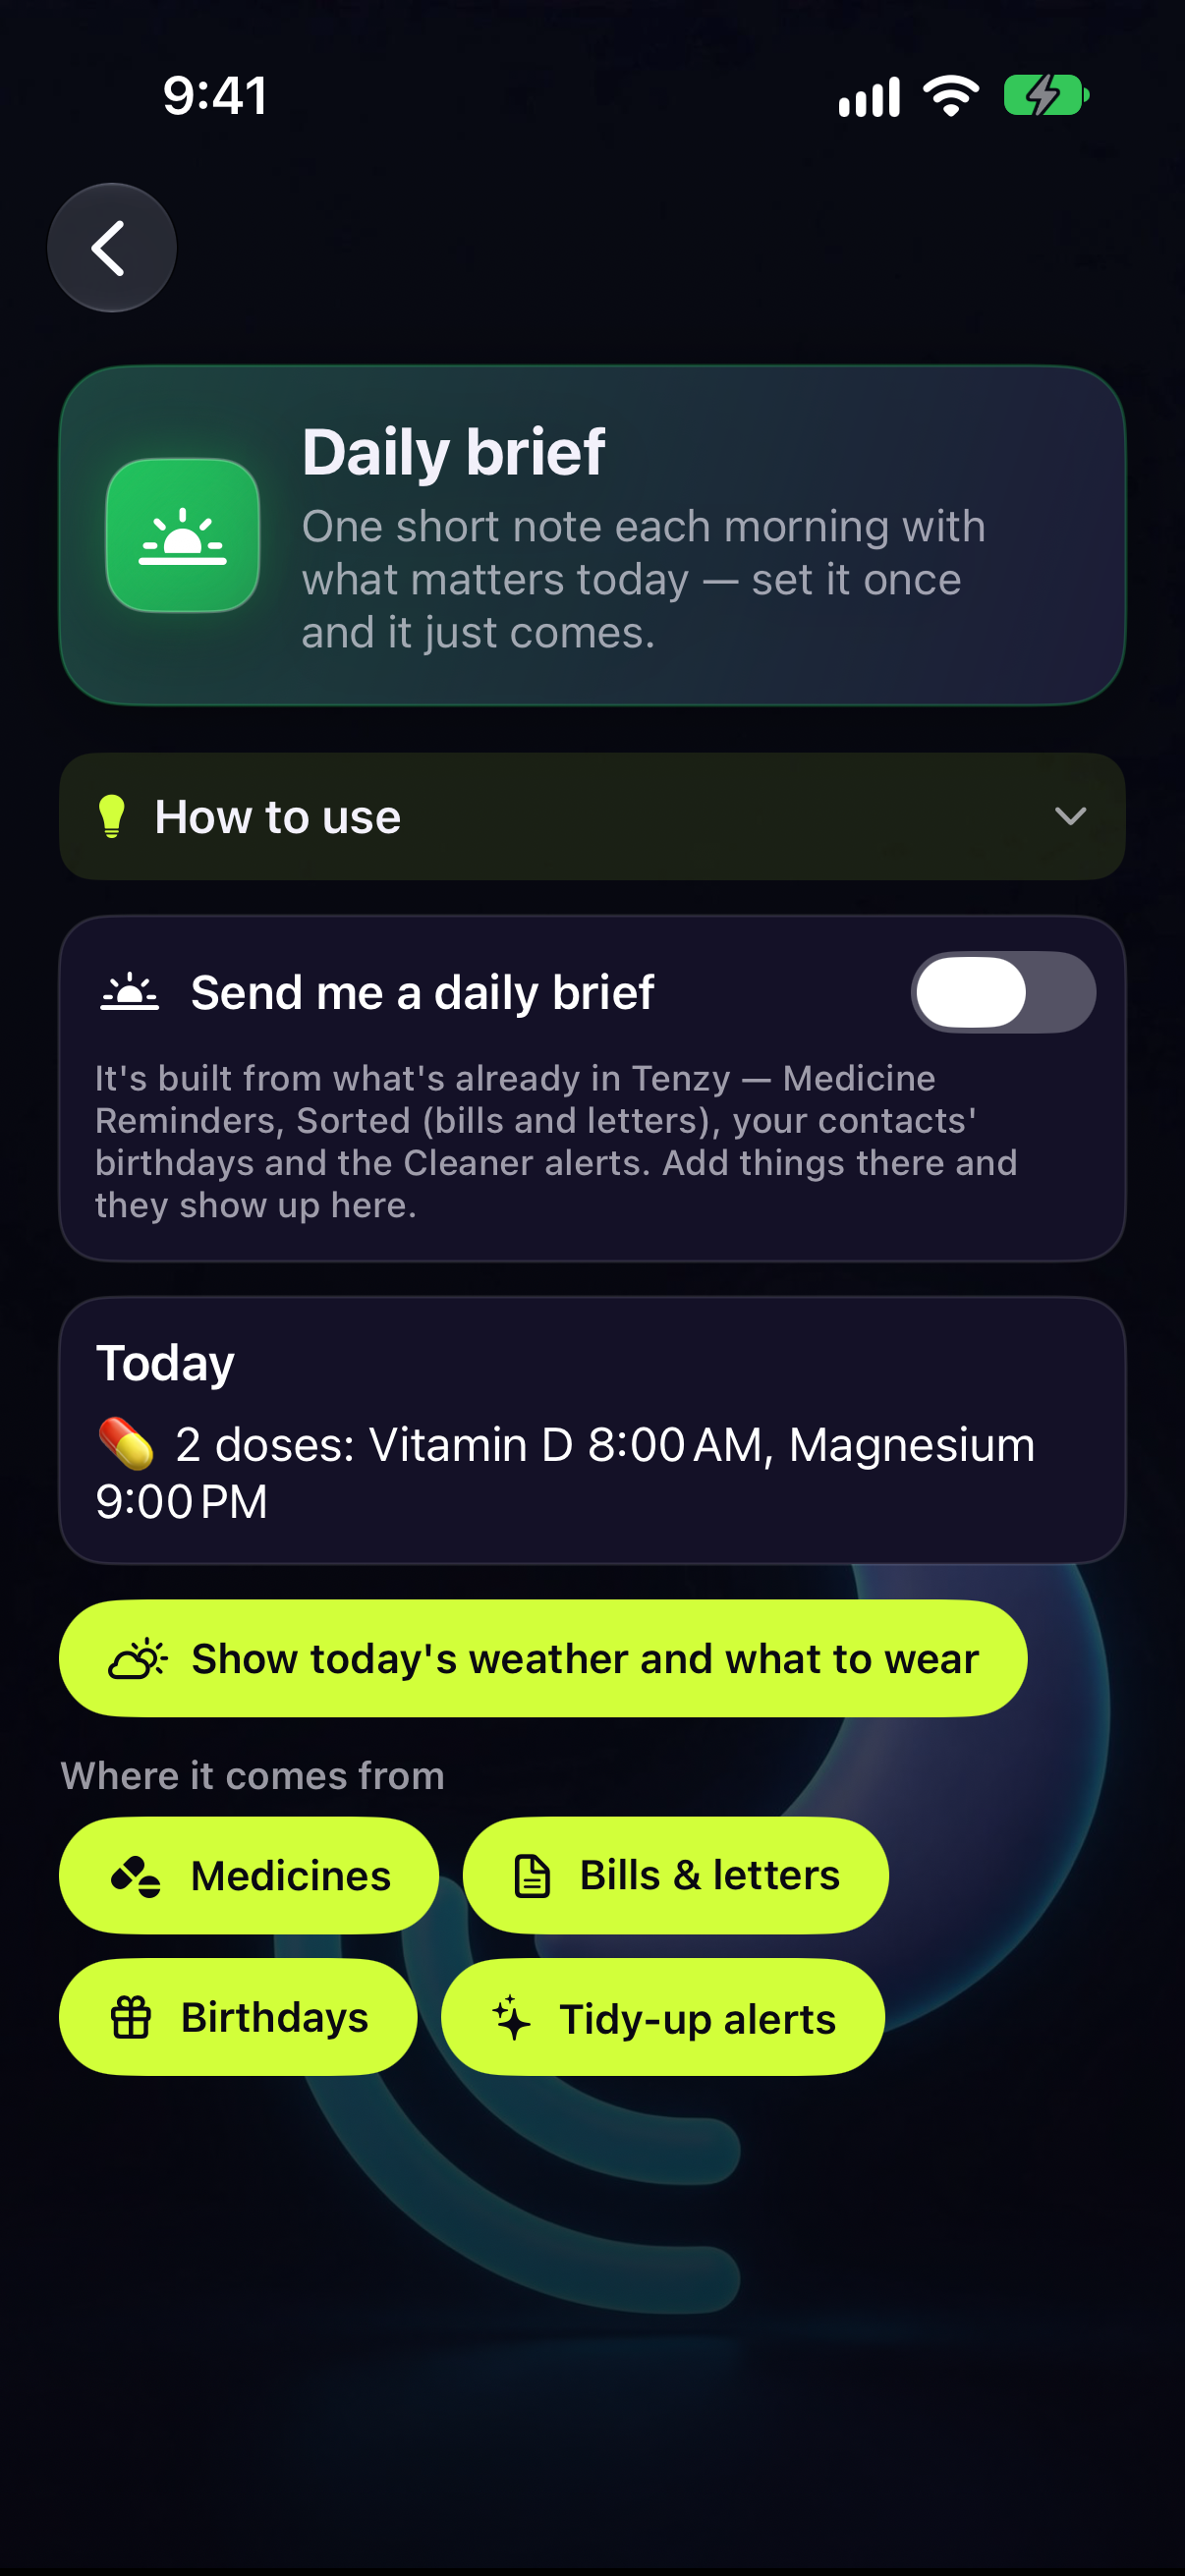 9:41
Daily brief
One short note each morning with
what matters today — set it once
and it just comes.
How to use
Send me a daily brief
It's built from what's already in Tenzy — Medicine
Reminders, Sorted (bills and letters), your contacts'
birthdays and the Cleaner alerts. Add things there and
they show up here.
Today
2 doses: Vitamin D 8:00 AM, Magnesium
9:00 PM
Show today's weather and what to wear
Where it comes from
Medicines
Bills & letters
Birthdays
Tidy-up alerts